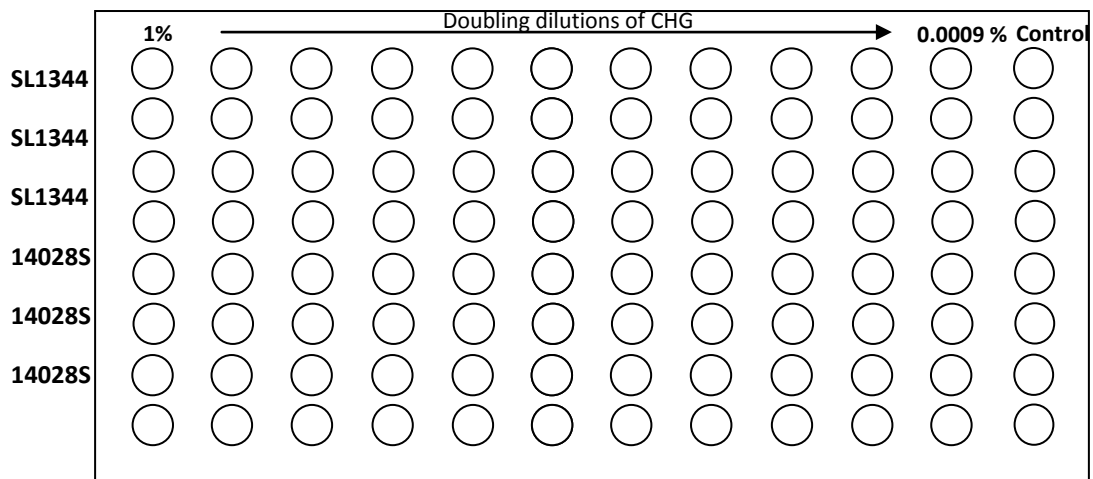 Doubling dilutions of CHG
1% 0.0009 % Control
SL1344
SL1344
SL1344
14028S
14028S
14028S